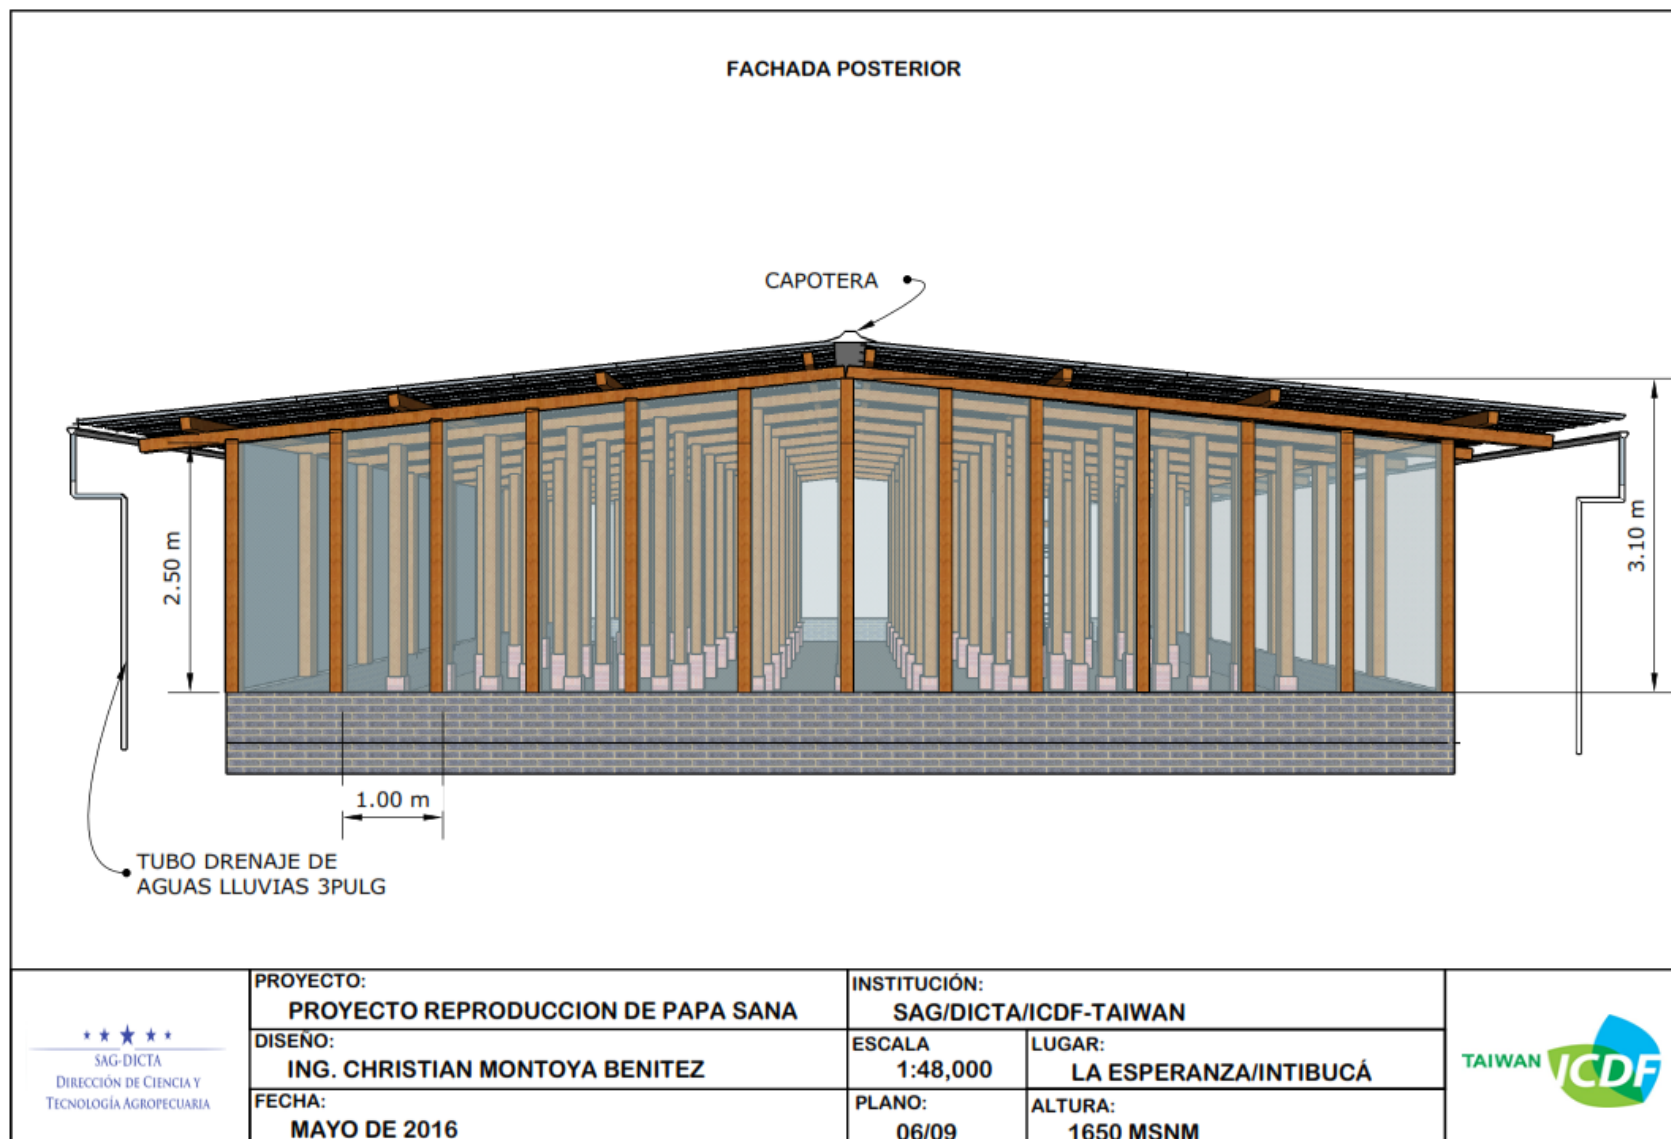 FACHADA POSTERIOR
CAPOTERA
2.50 m
3.10 m
1.00 m
TUBO DRENAJE DE
AGUAS LLUVIAS 3PULG
SAG-DICTA
DIRECCIÓN DE CIENCIA Y
TECNOLOGÍA AGROPECUARIA
PROYECTO:
PROYECTO REPRODUCCION DE PAPA SANA
INSTITUCIÓN:
SAG/DICTA/ICDF-TAIWAN
DISEÑO:
ING. CHRISTIAN MONTOYA BENITEZ
ESCALA
1:48,000
LUGAR:
LA ESPERANZA/INTIBUCÁ
FECHA:
MAYO DE 2016
PLANO:
06/09
ALTURA:
1650 MSNM
TAIWAN ICDF